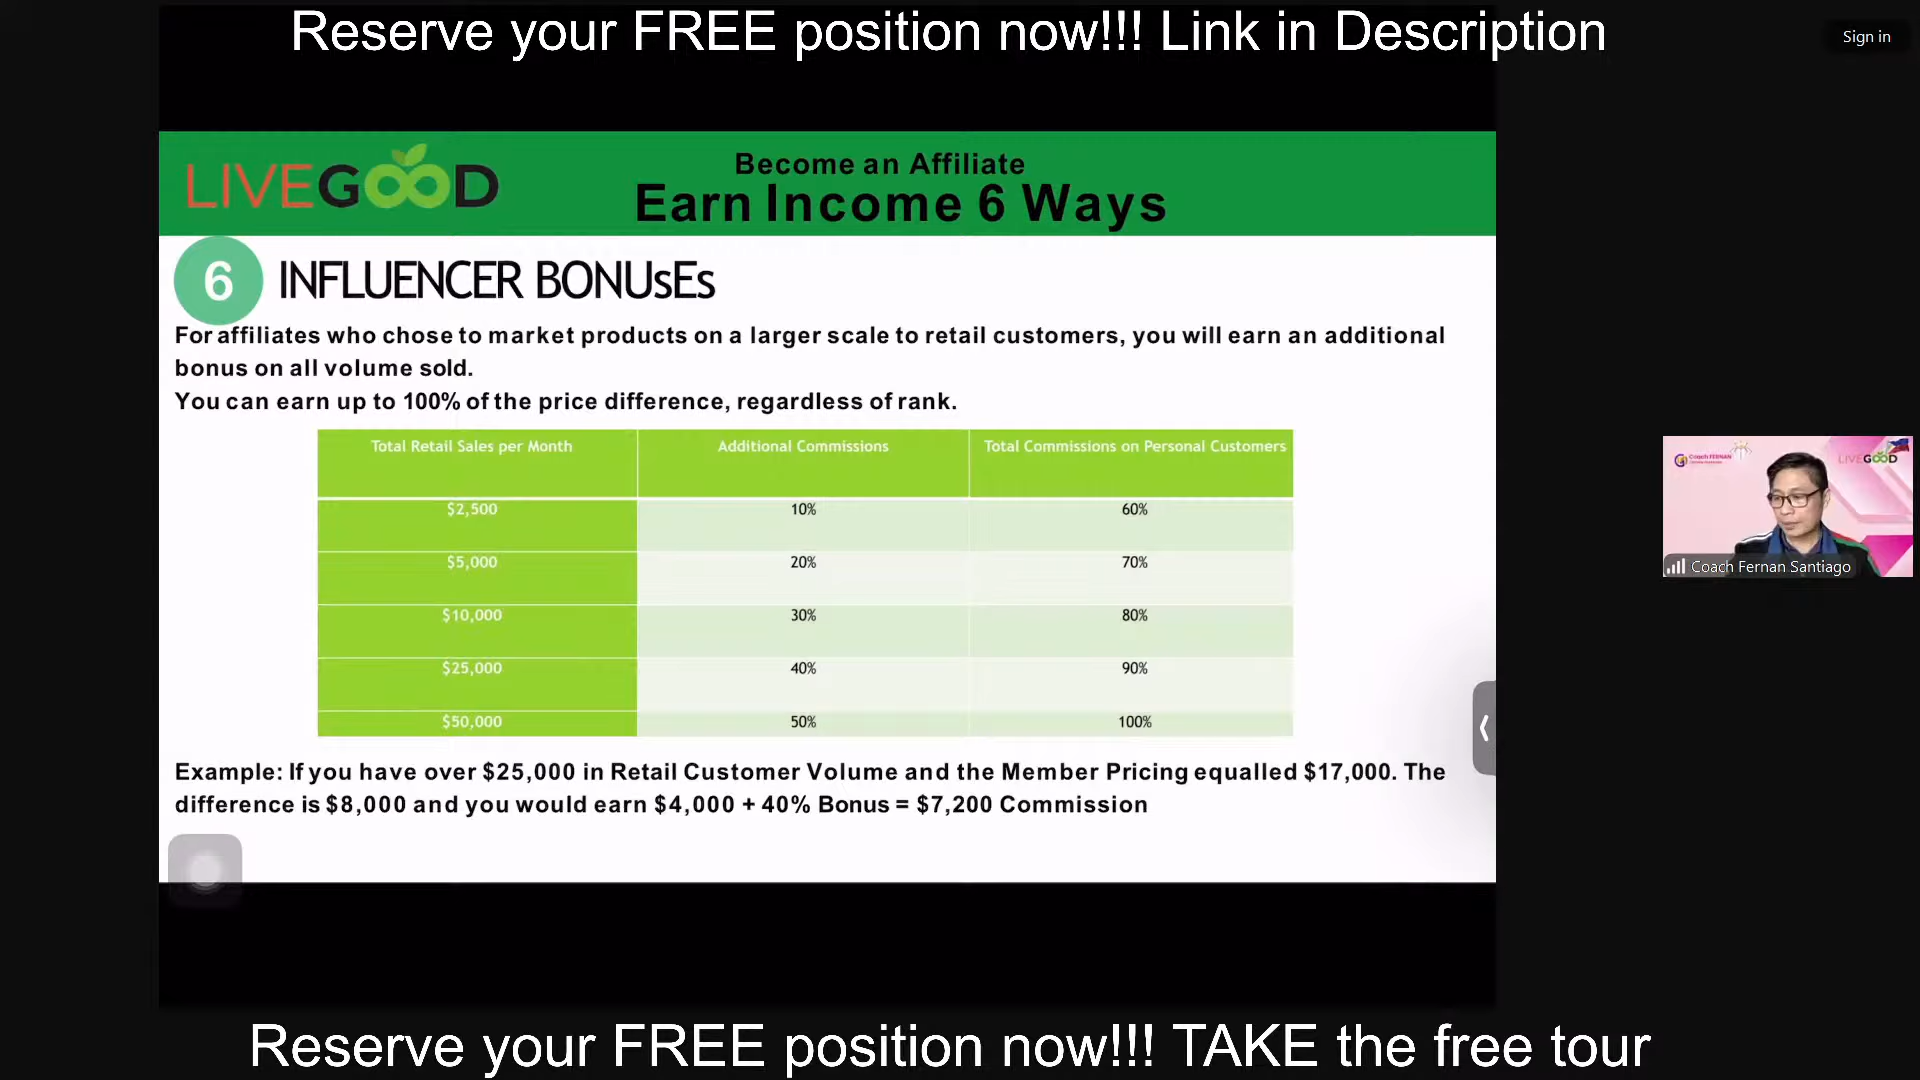 Reserve your FREE position now!!! Link in Description
Sign in
LIVEGOOD
Become an Affiliate
Earn Income 6 Ways
6 INFLUENCER BONUsEs
For affiliates who chose to market products on a larger scale to retail customers, you will earn an additional
bonus on all volume sold.
You can earn up to 100% of the price difference, regardless of rank.
Total Retail Sales per Month Additional Commissions Total Commissions on Personal Customers
$2,500 10% 60%
$5,000 20% 70%
$10,000 30% 80%
$25,000 40% 90%
$50,000 50% 100%
Example: If you have over $25,000 in Retail Customer Volume and the Member Pricing equalled $17,000. The
difference is $8,000 and you would earn $4,000 + 40% Bonus = $7,200 Commission
Coach FERNAN
LIVEGOOD
Coach Fernan Santiago
Reserve your FREE position now!!! TAKE the free tour